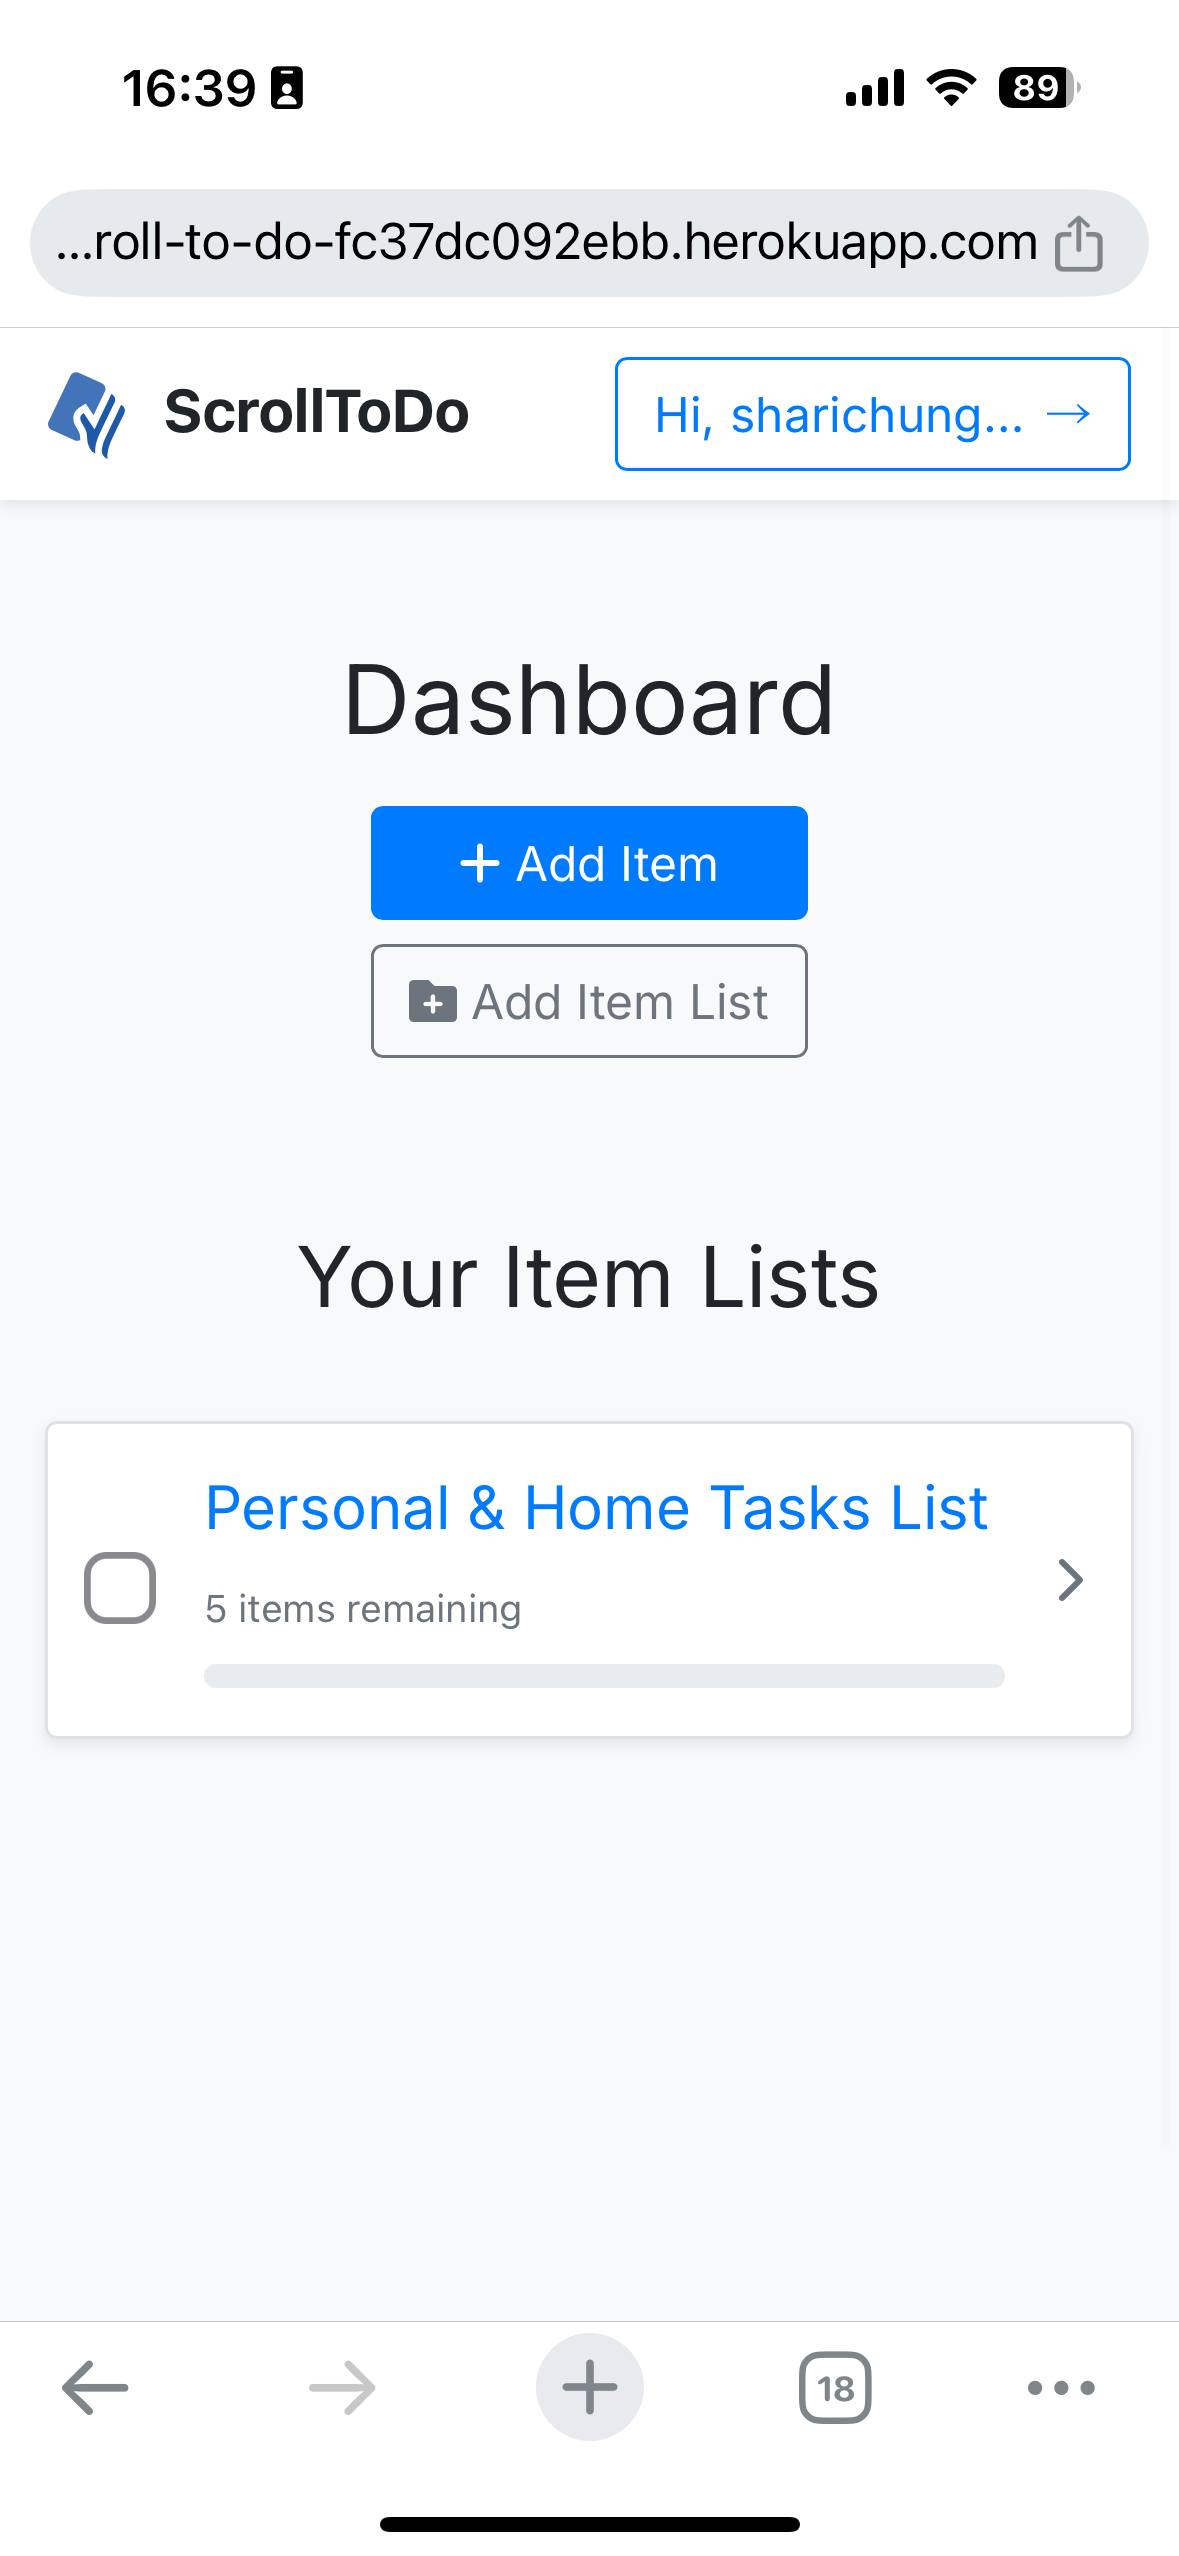 16:39
89
...roll-to-do-fc37dc092ebb.herokuapp.com
ScrollToDo
Hi, sharichung... →
Dashboard
+ Add Item
Add Item List
Your Item Lists
Personal & Home Tasks List
5 items remaining
18